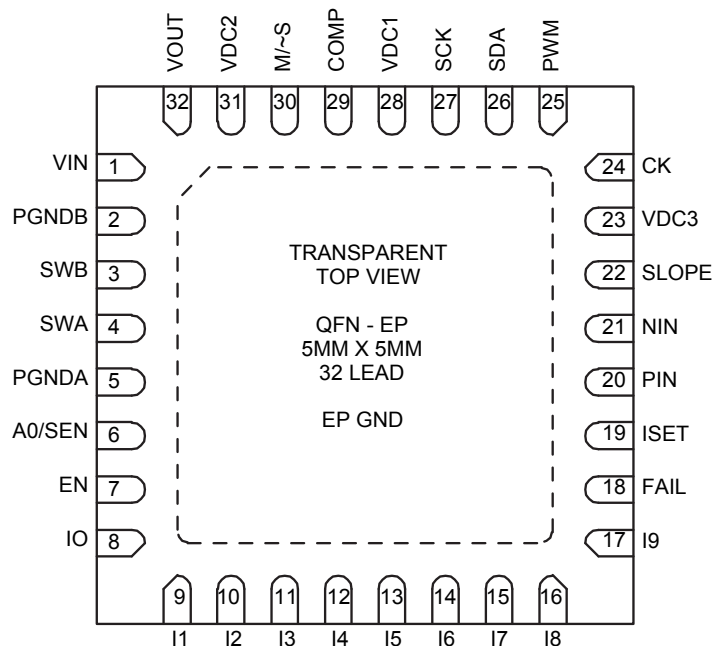 VOUT
VDC2
M/~S
COMP
VDC1
SCK
SDA
PWM
32
31
30
29
28
27
26
25
VIN 1
PGNDB 2
SWB 3
SWA 4
PGNDA 5
A0/SEN 6
EN 7
IO 8
TRANSPARENT
TOP VIEW
QFN - EP
5MM X 5MM
32 LEAD
EP GND
24 CK
23 VDC3
22 SLOPE
21 NIN
20 PIN
19 ISET
18 FAIL
17 I9
9
10
11
12
13
14
15
16
I1
I2
I3
I4
I5
I6
I7
I8